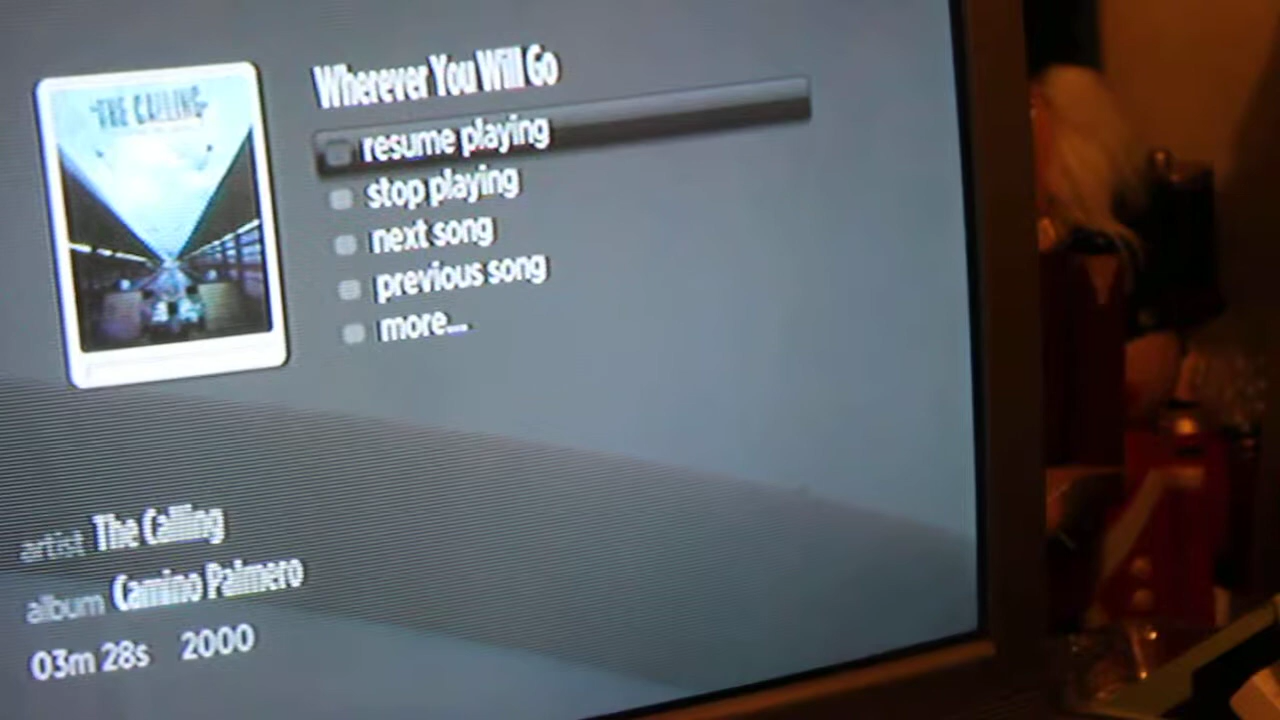 THE CALLING
Wherever You Will Go
resume playing
stop playing
next song
previous song
more...
artist The Calling
album Camino Palmero
03m 28s 2000